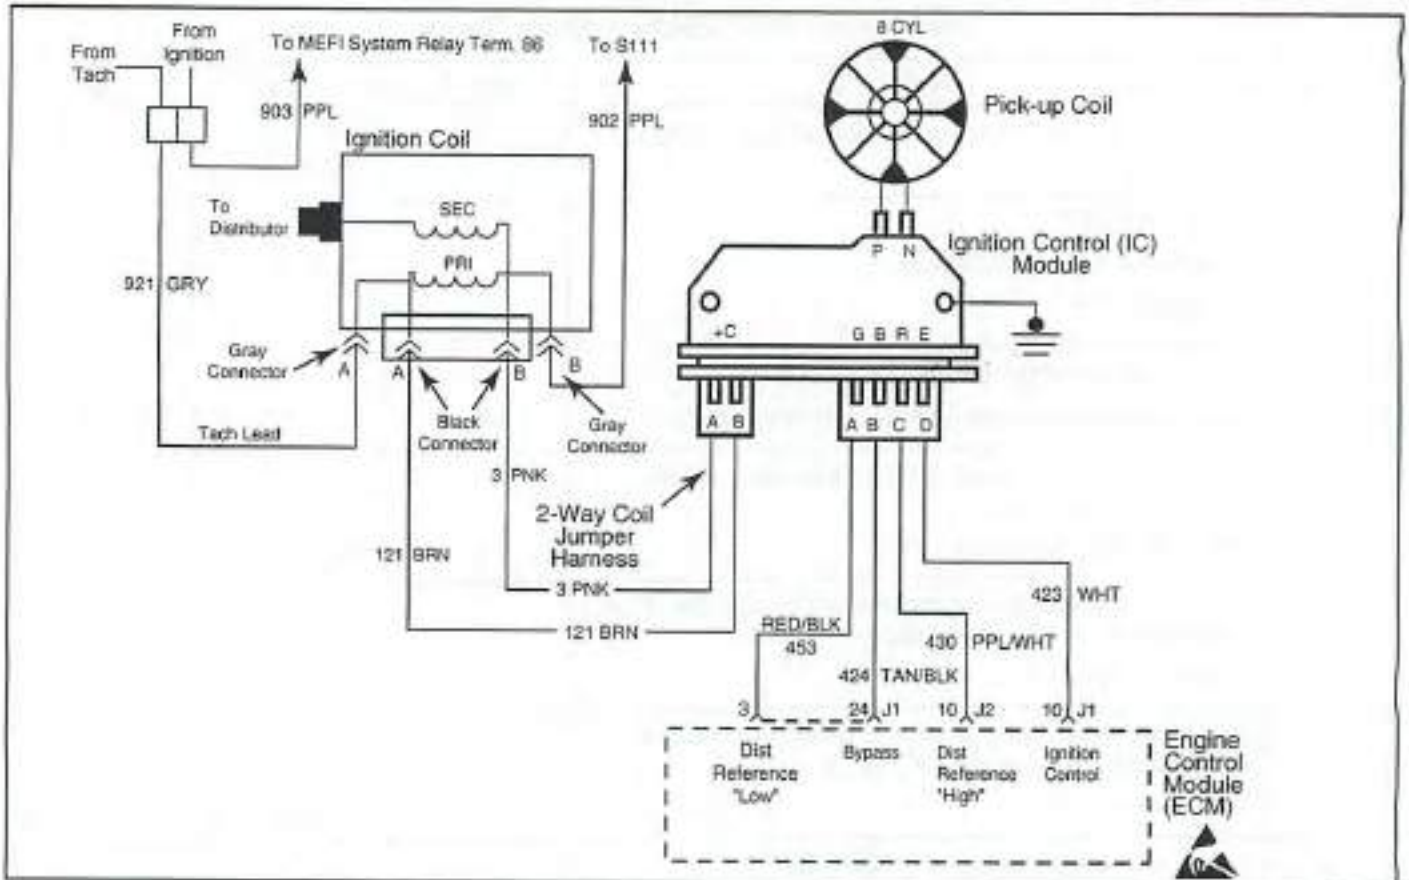 8 CYL
From
Tach
From
Ignition
To MEFI System Relay Term. 86
To S111
903 PPL
902 PPL
Pick-up Coil
Ignition Coil
To
Distributor
SEC
PRI
P N
Ignition Control (IC)
Module
921 GRY
+C
G B R E
Gray
Connector
A
A
B
B
Black
Connector
Gray
Connector
A B
A B C D
Tach Lead
3 PNK
2-Way Coil
Jumper
Harness
121 BRN
3 PNK
121 BRN
423 WHT
RED/BLK
453
430 PPL/WHT
424 TAN/BLK
3
24 J1
10 J2
10 J1
Dist
Reference
"Low"
Bypass
Dist
Reference
"High"
Ignition
Control
Engine
Control
Module
(ECM)